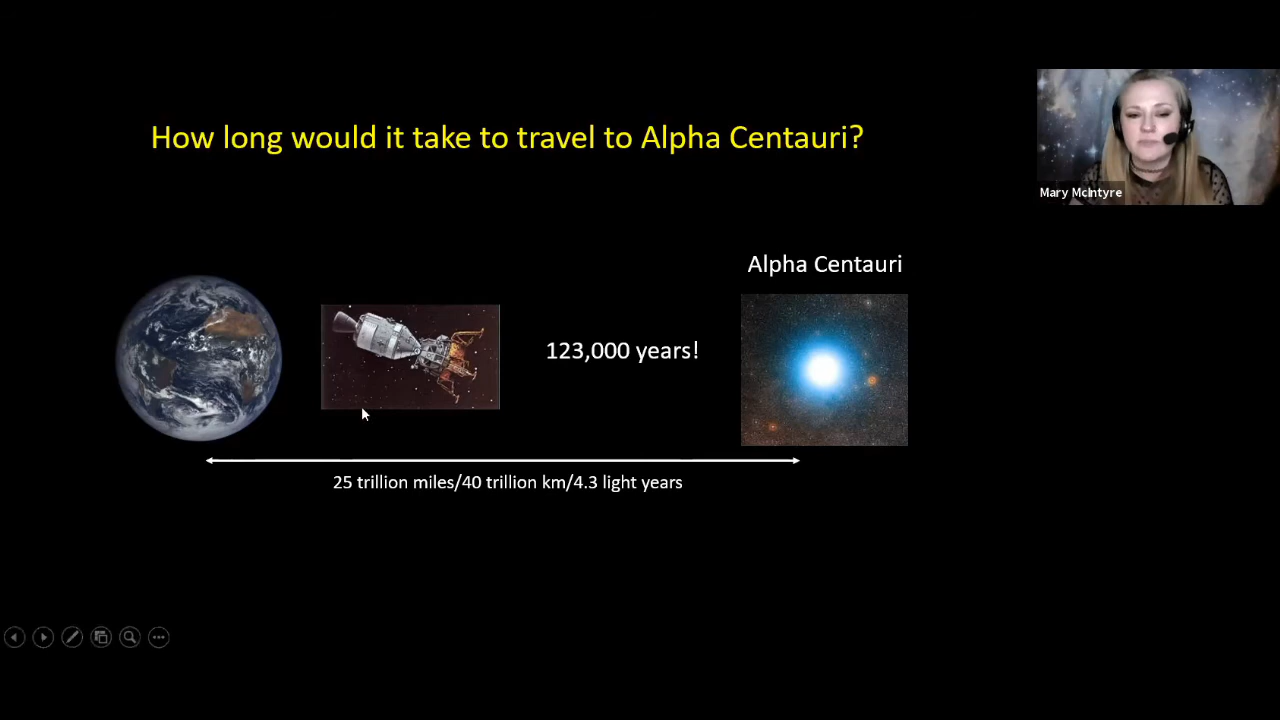 How long would it take to travel to Alpha Centauri?
Mary McIntyre
Alpha Centauri
123,000 years!
25 trillion miles/40 trillion km/4.3 light years